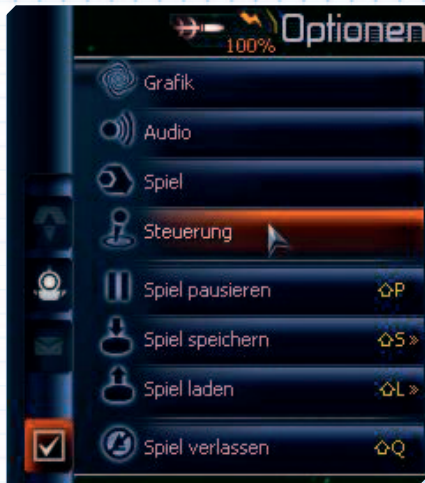 Optionen
100%
Grafik
Audio
Spiel
Steuerung
Spiel pausieren ⇧P
Spiel speichern ⇧S »
Spiel laden ⇧L »
Spiel verlassen ⇧Q